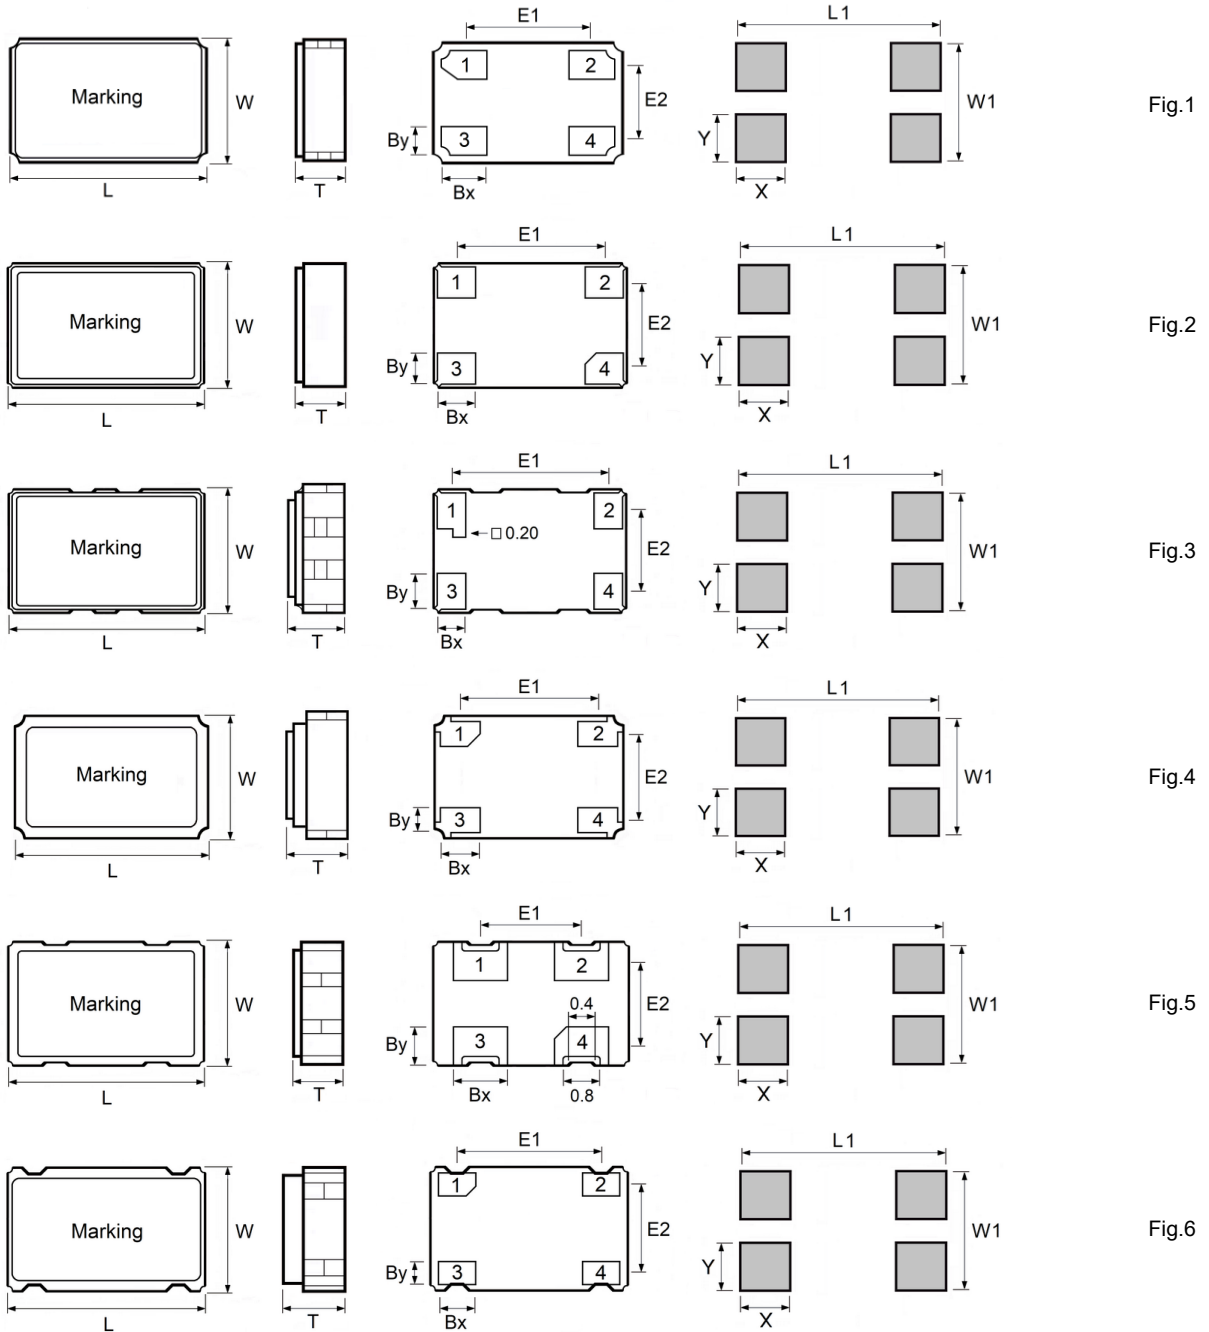 E1
L1
1 2
Marking
W
E2
W1
Fig.1
By
3 4
Y
L
T
Bx
X
E1
L1
1 2
Marking
W
E2
W1
Fig.2
By
3 4
Y
L
T
Bx
X
E1
L1
1 2
□ 0.20
Marking
W
E2
W1
Fig.3
By
3 4
Y
L
T
Bx
X
E1
L1
1 2
Marking
W
E2
W1
Fig.4
By
3 4
Y
L
T
Bx
X
E1
L1
1 2
Marking
W
0.4
E2
W1
Fig.5
By
3 4
Y
L
T
Bx
0.8
X
E1
L1
1 2
Marking
W
E2
W1
Fig.6
By
3 4
Y
L
T
Bx
X